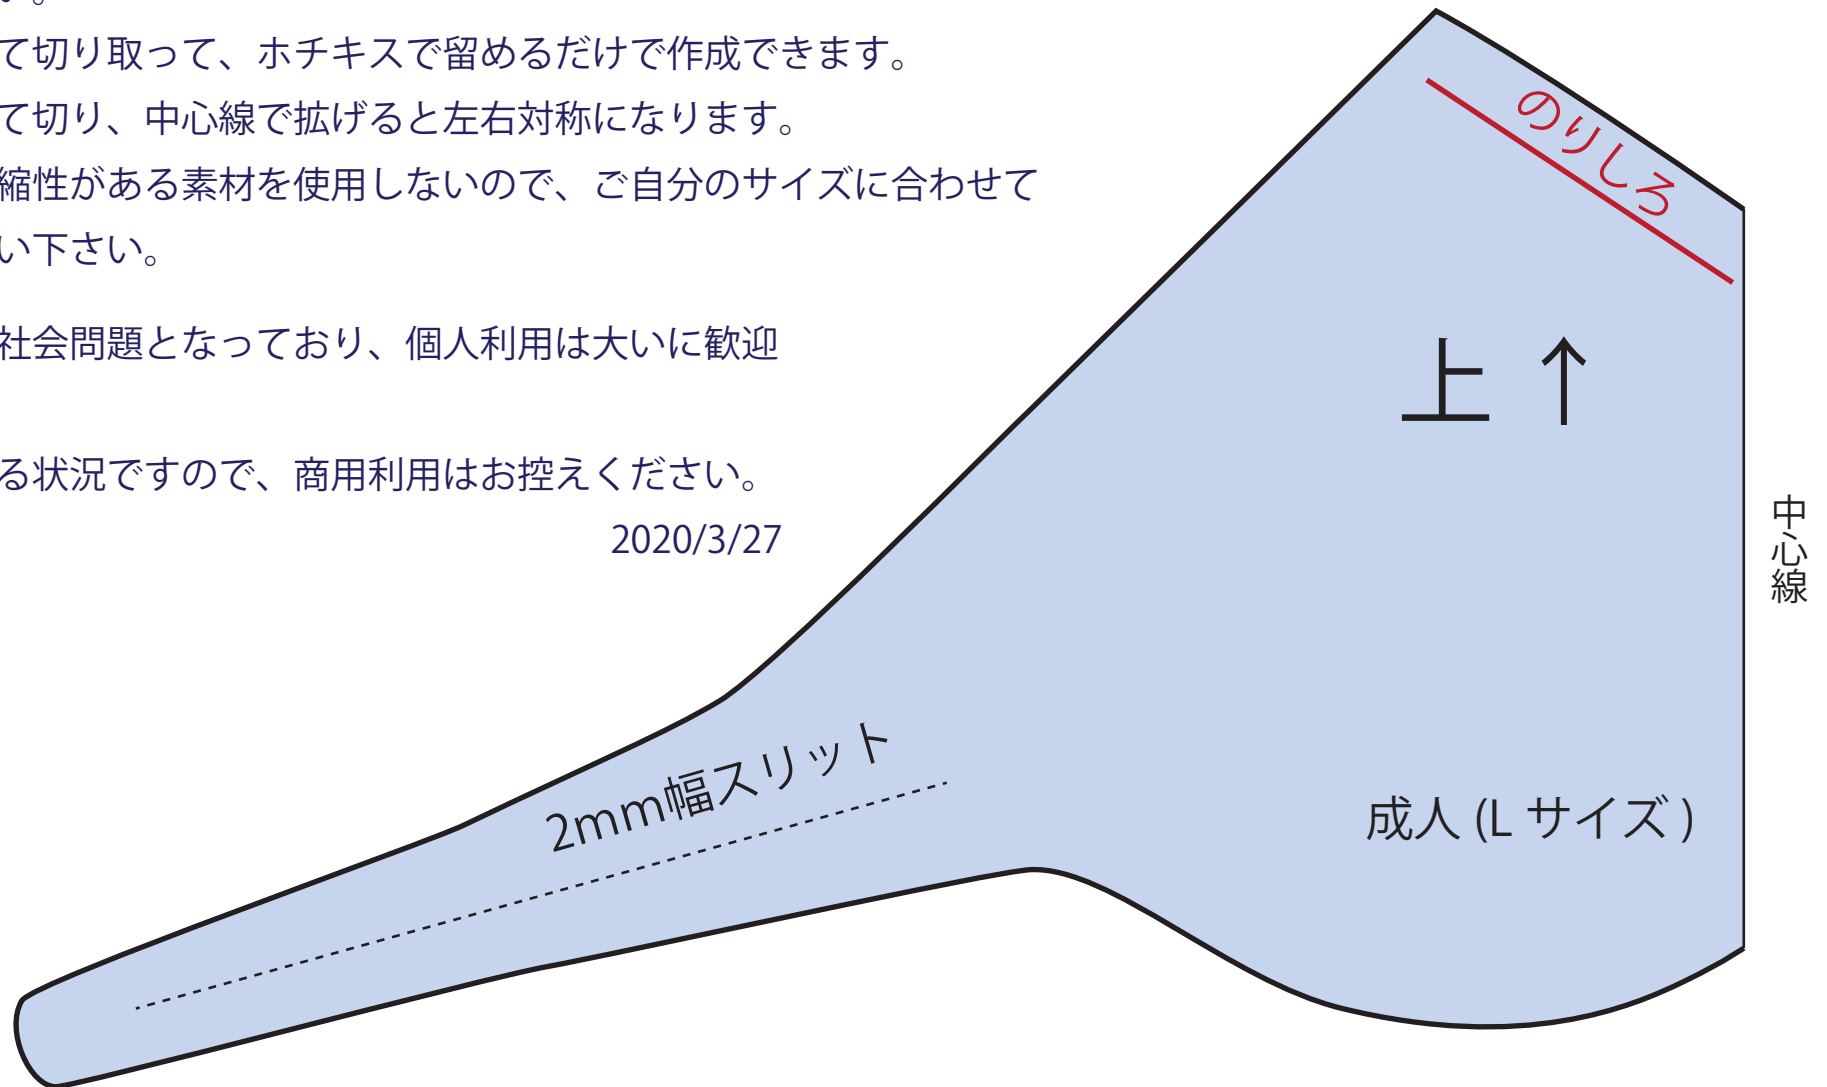 い。
て切り取って、ホチキスで留めるだけで作成できます。
て切り、中心線で拡げると左右対称になります。
縮性がある素材を使用しないので、ご自分のサイズに合わせて
い下さい。
社会問題となっており、個人利用は大いに歓迎
る状況ですので、商用利用はお控えください。
2020/3/27
のりしろ
上 ↑
中心線
2mm幅スリット
成人 (L サイズ )